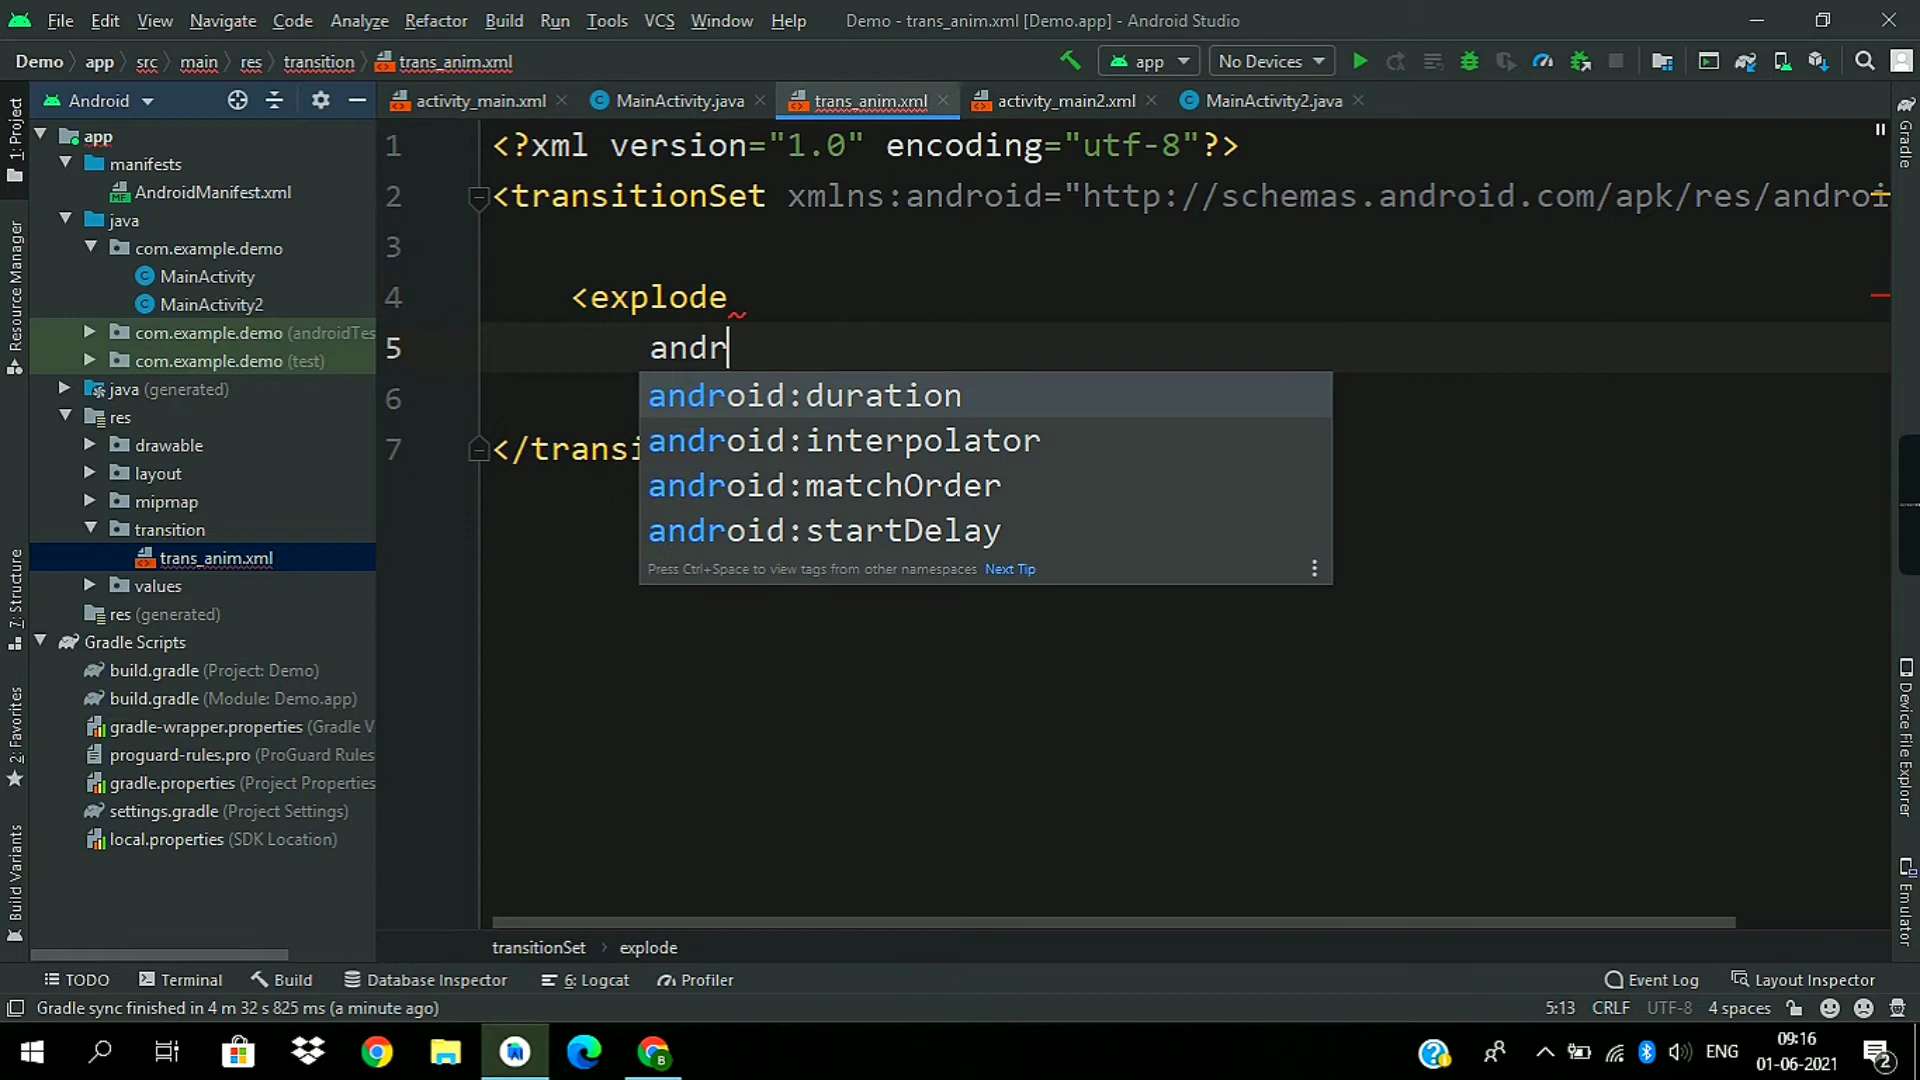 File Edit View Navigate Code Analyze Refactor Build Run Tools VCS Window Help Demo - trans_anim.xml [Demo.app] - Android Studio
Demo app src main res transition trans_anim.xml app No Devices
Android activity_main.xml MainActivity.java trans_anim.xml activity_main2.xml MainActivity2.java
1: Project
Resource Manager
7: Structure
2: Favorites
Build Variants
app
manifests
AndroidManifest.xml
java
com.example.demo
MainActivity
MainActivity2
com.example.demo (androidTes
com.example.demo (test)
java (generated)
res
drawable
layout
mipmap
transition
trans_anim.xml
values
res (generated)
Gradle Scripts
build.gradle (Project: Demo)
build.gradle (Module: Demo.app)
gradle-wrapper.properties (Gradle V
proguard-rules.pro (ProGuard Rules
gradle.properties (Project Properties
settings.gradle (Project Settings)
local.properties (SDK Location)
1 <?xml version="1.0" encoding="utf-8"?>
2 <transitionSet xmlns:android="http://schemas.android.com/apk/res/androi
3
4 <explode
5 andr
6
7 </transi
android:duration
android:interpolator
android:matchOrder
android:startDelay
Press Ctrl+Space to view tags from other namespaces Next Tip
Gradle
Device File Explorer
Emulator
transitionSet explode
TODO Terminal Build Database Inspector 6: Logcat Profiler Event Log Layout Inspector
Gradle sync finished in 4 m 32 s 825 ms (a minute ago) 5:13 CRLF UTF-8 4 spaces
B
ENG
09:16
01-06-2021
2